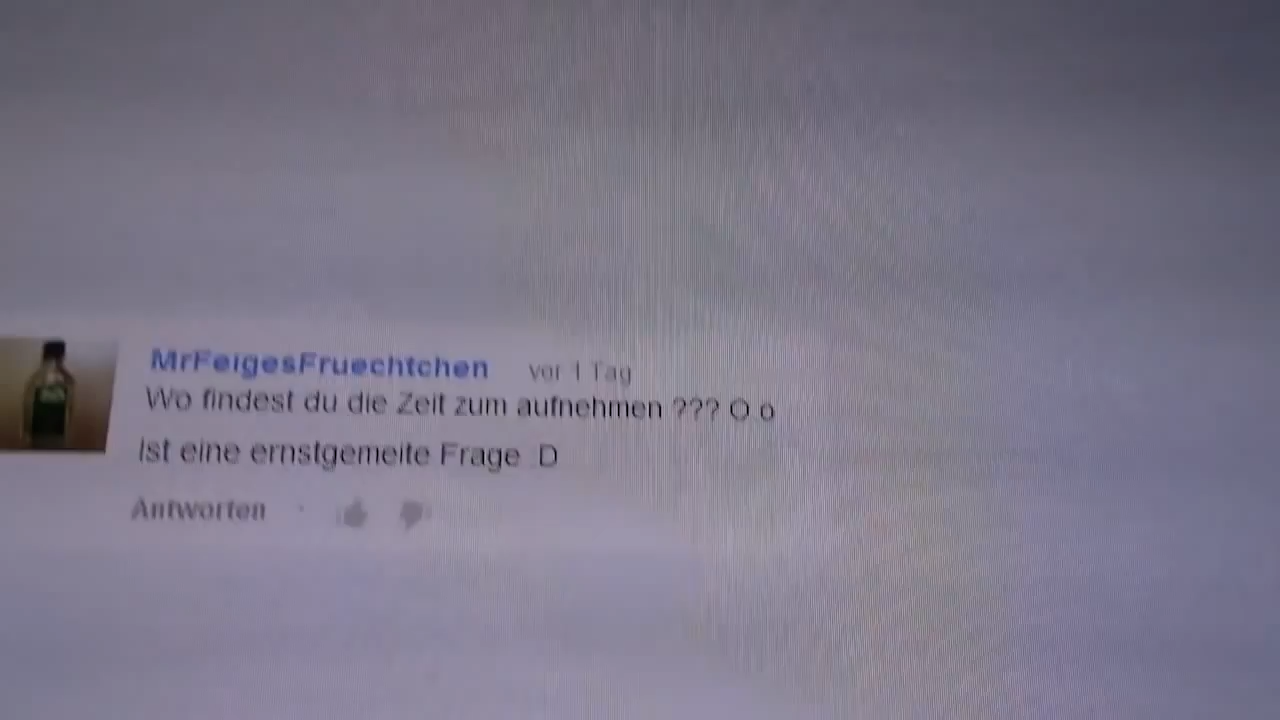 MrFeigesFruechtchen vor 1 Tag
Wo findest du die Zeit zum aufnehmen ??? O.o
Ist eine ernstgemeite Frage :D
Antworten ·